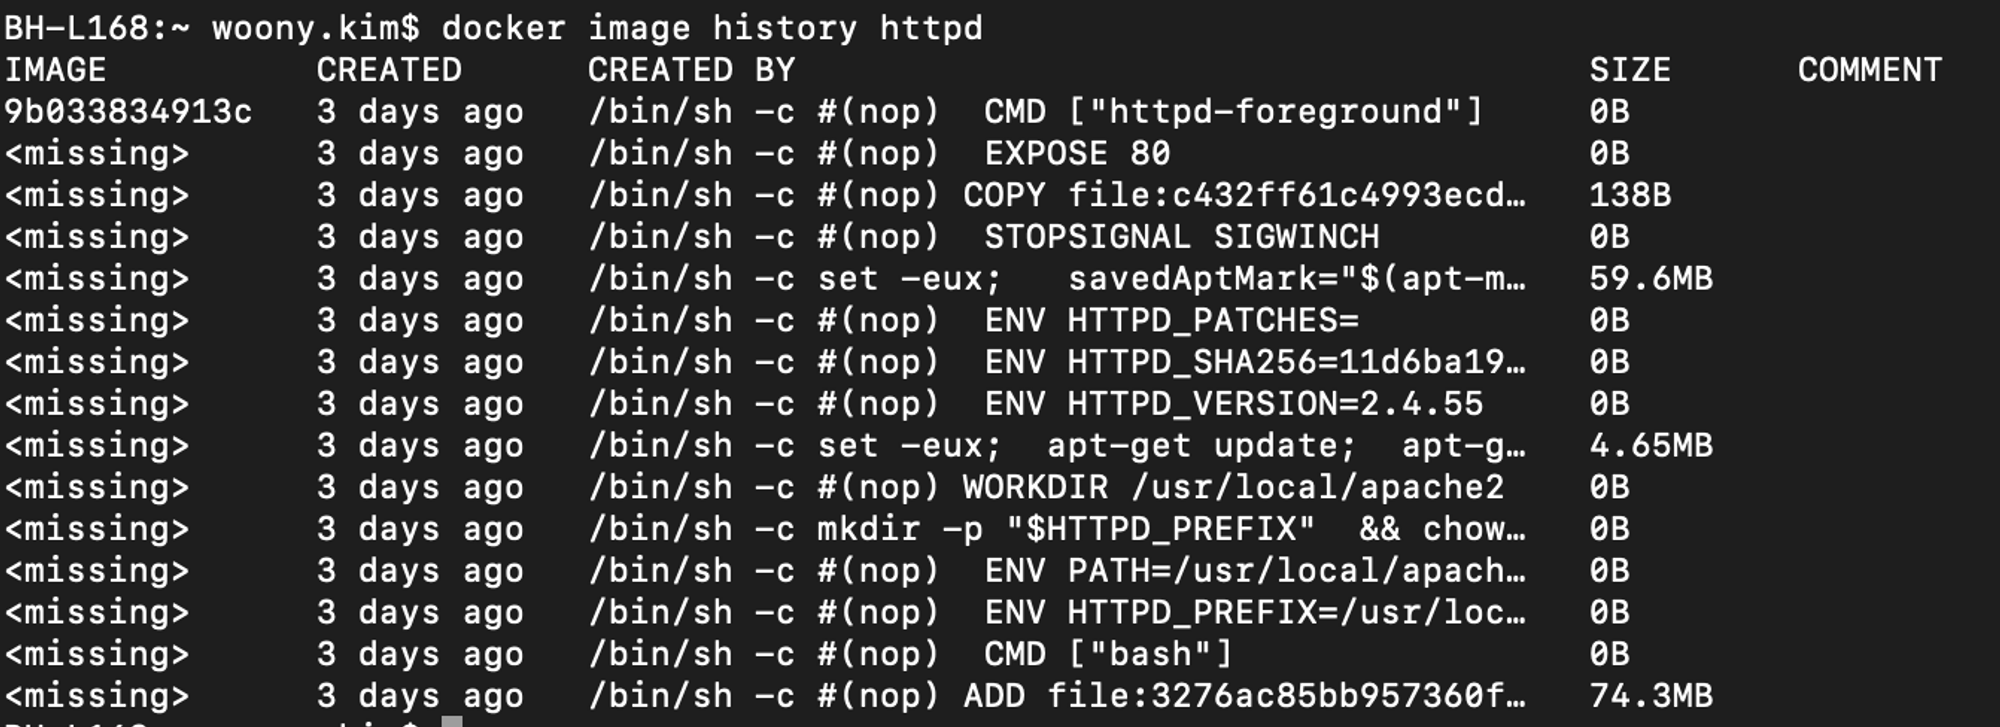 BH-L168:~ woony.kim$ docker image history httpd
IMAGE CREATED CREATED BY SIZE COMMENT
9b033834913c 3 days ago /bin/sh -c #(nop)  CMD ["httpd-foreground"] 0B
<missing> 3 days ago /bin/sh -c #(nop)  EXPOSE 80 0B
<missing> 3 days ago /bin/sh -c #(nop) COPY file:c432ff61c4993ecd… 138B
<missing> 3 days ago /bin/sh -c #(nop)  STOPSIGNAL SIGWINCH 0B
<missing> 3 days ago /bin/sh -c set -eux;   savedAptMark="$(apt-m… 59.6MB
<missing> 3 days ago /bin/sh -c #(nop)  ENV HTTPD_PATCHES= 0B
<missing> 3 days ago /bin/sh -c #(nop)  ENV HTTPD_SHA256=11d6ba19… 0B
<missing> 3 days ago /bin/sh -c #(nop)  ENV HTTPD_VERSION=2.4.55 0B
<missing> 3 days ago /bin/sh -c set -eux;  apt-get update;  apt-g… 4.65MB
<missing> 3 days ago /bin/sh -c #(nop) WORKDIR /usr/local/apache2 0B
<missing> 3 days ago /bin/sh -c mkdir -p "$HTTPD_PREFIX"  && chow… 0B
<missing> 3 days ago /bin/sh -c #(nop)  ENV PATH=/usr/local/apach… 0B
<missing> 3 days ago /bin/sh -c #(nop)  ENV HTTPD_PREFIX=/usr/loc… 0B
<missing> 3 days ago /bin/sh -c #(nop)  CMD ["bash"] 0B
<missing> 3 days ago /bin/sh -c #(nop) ADD file:3276ac85bb957360f… 74.3MB